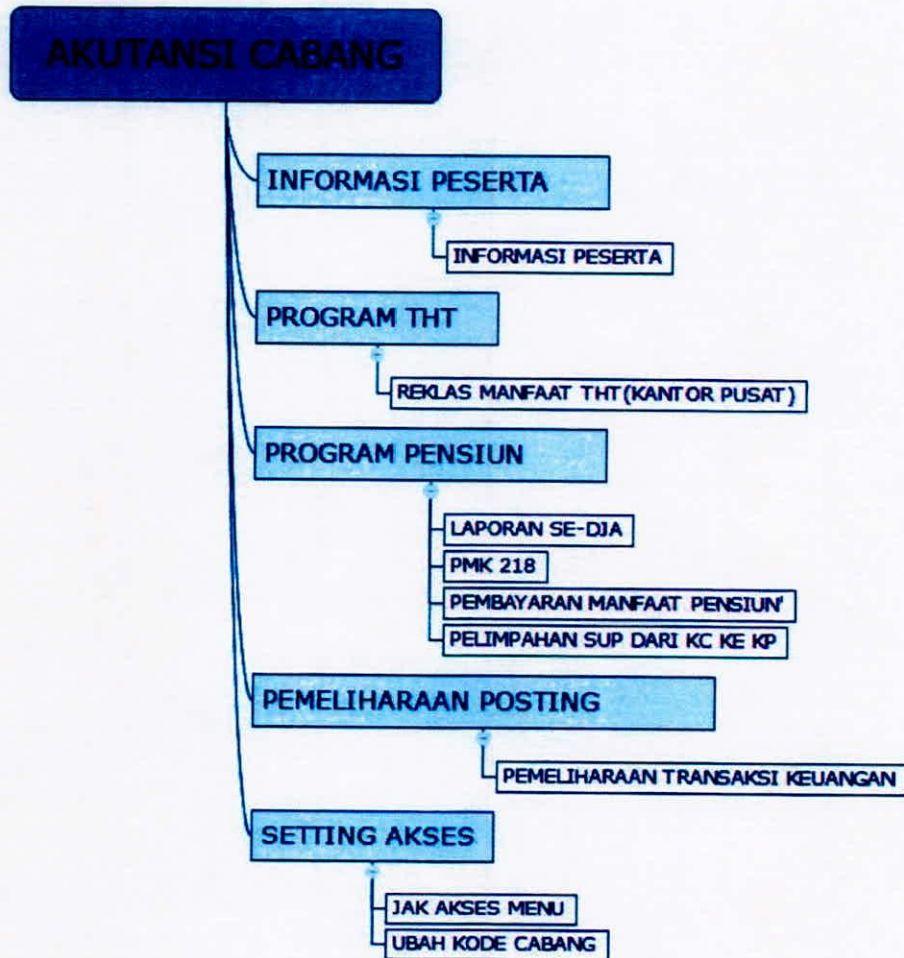 AKUTANSI CABANG
INFORMASI PESERTA
INFORMASI PESERTA
PROGRAM THT
REKLAS MANFAAT THT(KANTOR PUSAT)
PROGRAM PENSIUN
LAPORAN SE-DJA
PMK 218
PEMBAYARAN MANFAAT PENSIUN'
PELIMPAHAN SUP DARI KC KE KP
PEMELIHARAAN POSTING
PEMELIHARAAN TRANSAKSI KEUANGAN
SETTING AKSES
JAK AKSES MENU
UBAH KODE CABANG